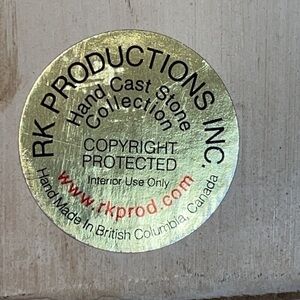 RK PRODUCTIONS INC
Hand Cast Stone
Collection
COPYRIGHT
PROTECTED
Interior Use Only
www.rkprod.com
Hand Made in British Columbia, Canada